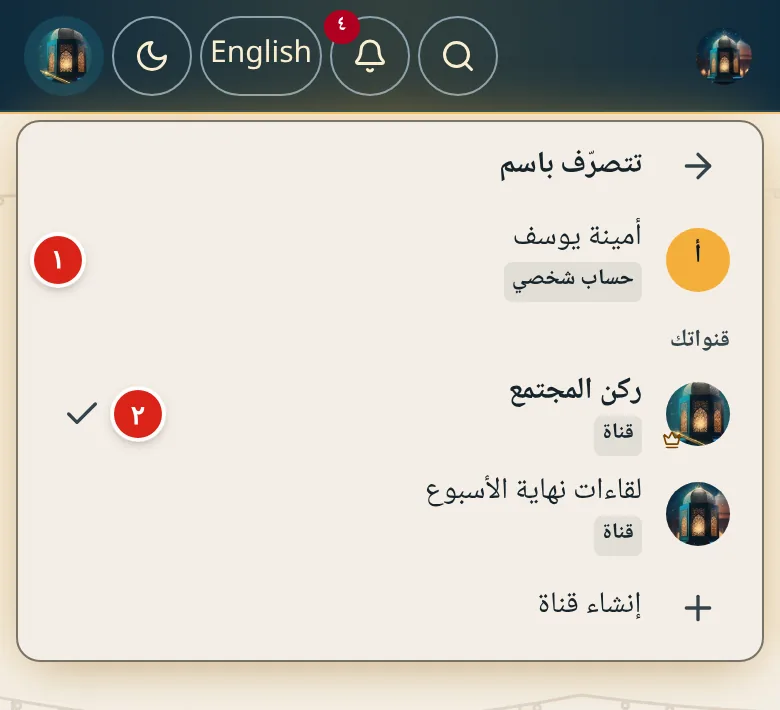 English
٤
تتصرّف باسم
أ
أمينة يوسف
حساب شخصي
١
قنواتك
ركن المجتمع
قناة
٢
لقاءات نهاية الأسبوع
قناة
إنشاء قناة